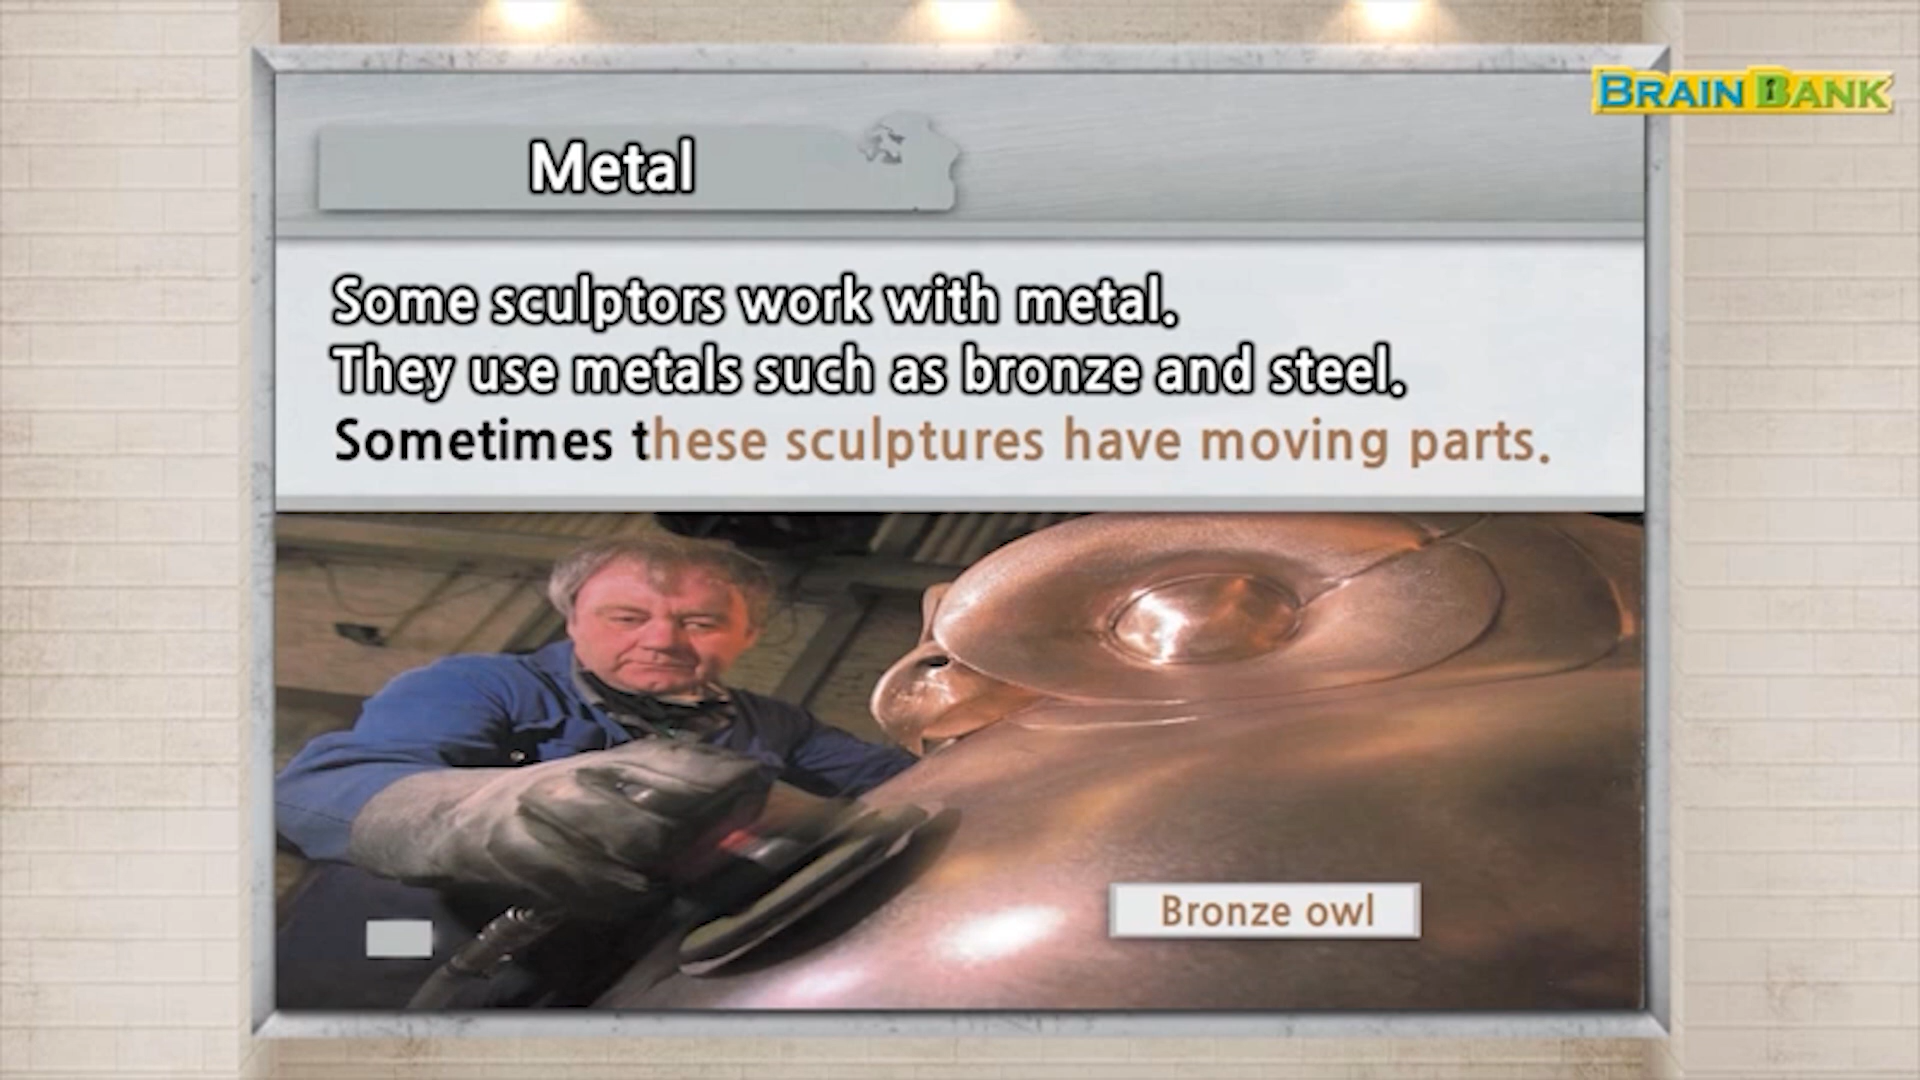 BRAIN BANK
Metal
Some sculptors work with metal.
They use metals such as bronze and steel.
Sometimes these sculptures have moving parts.
Bronze owl